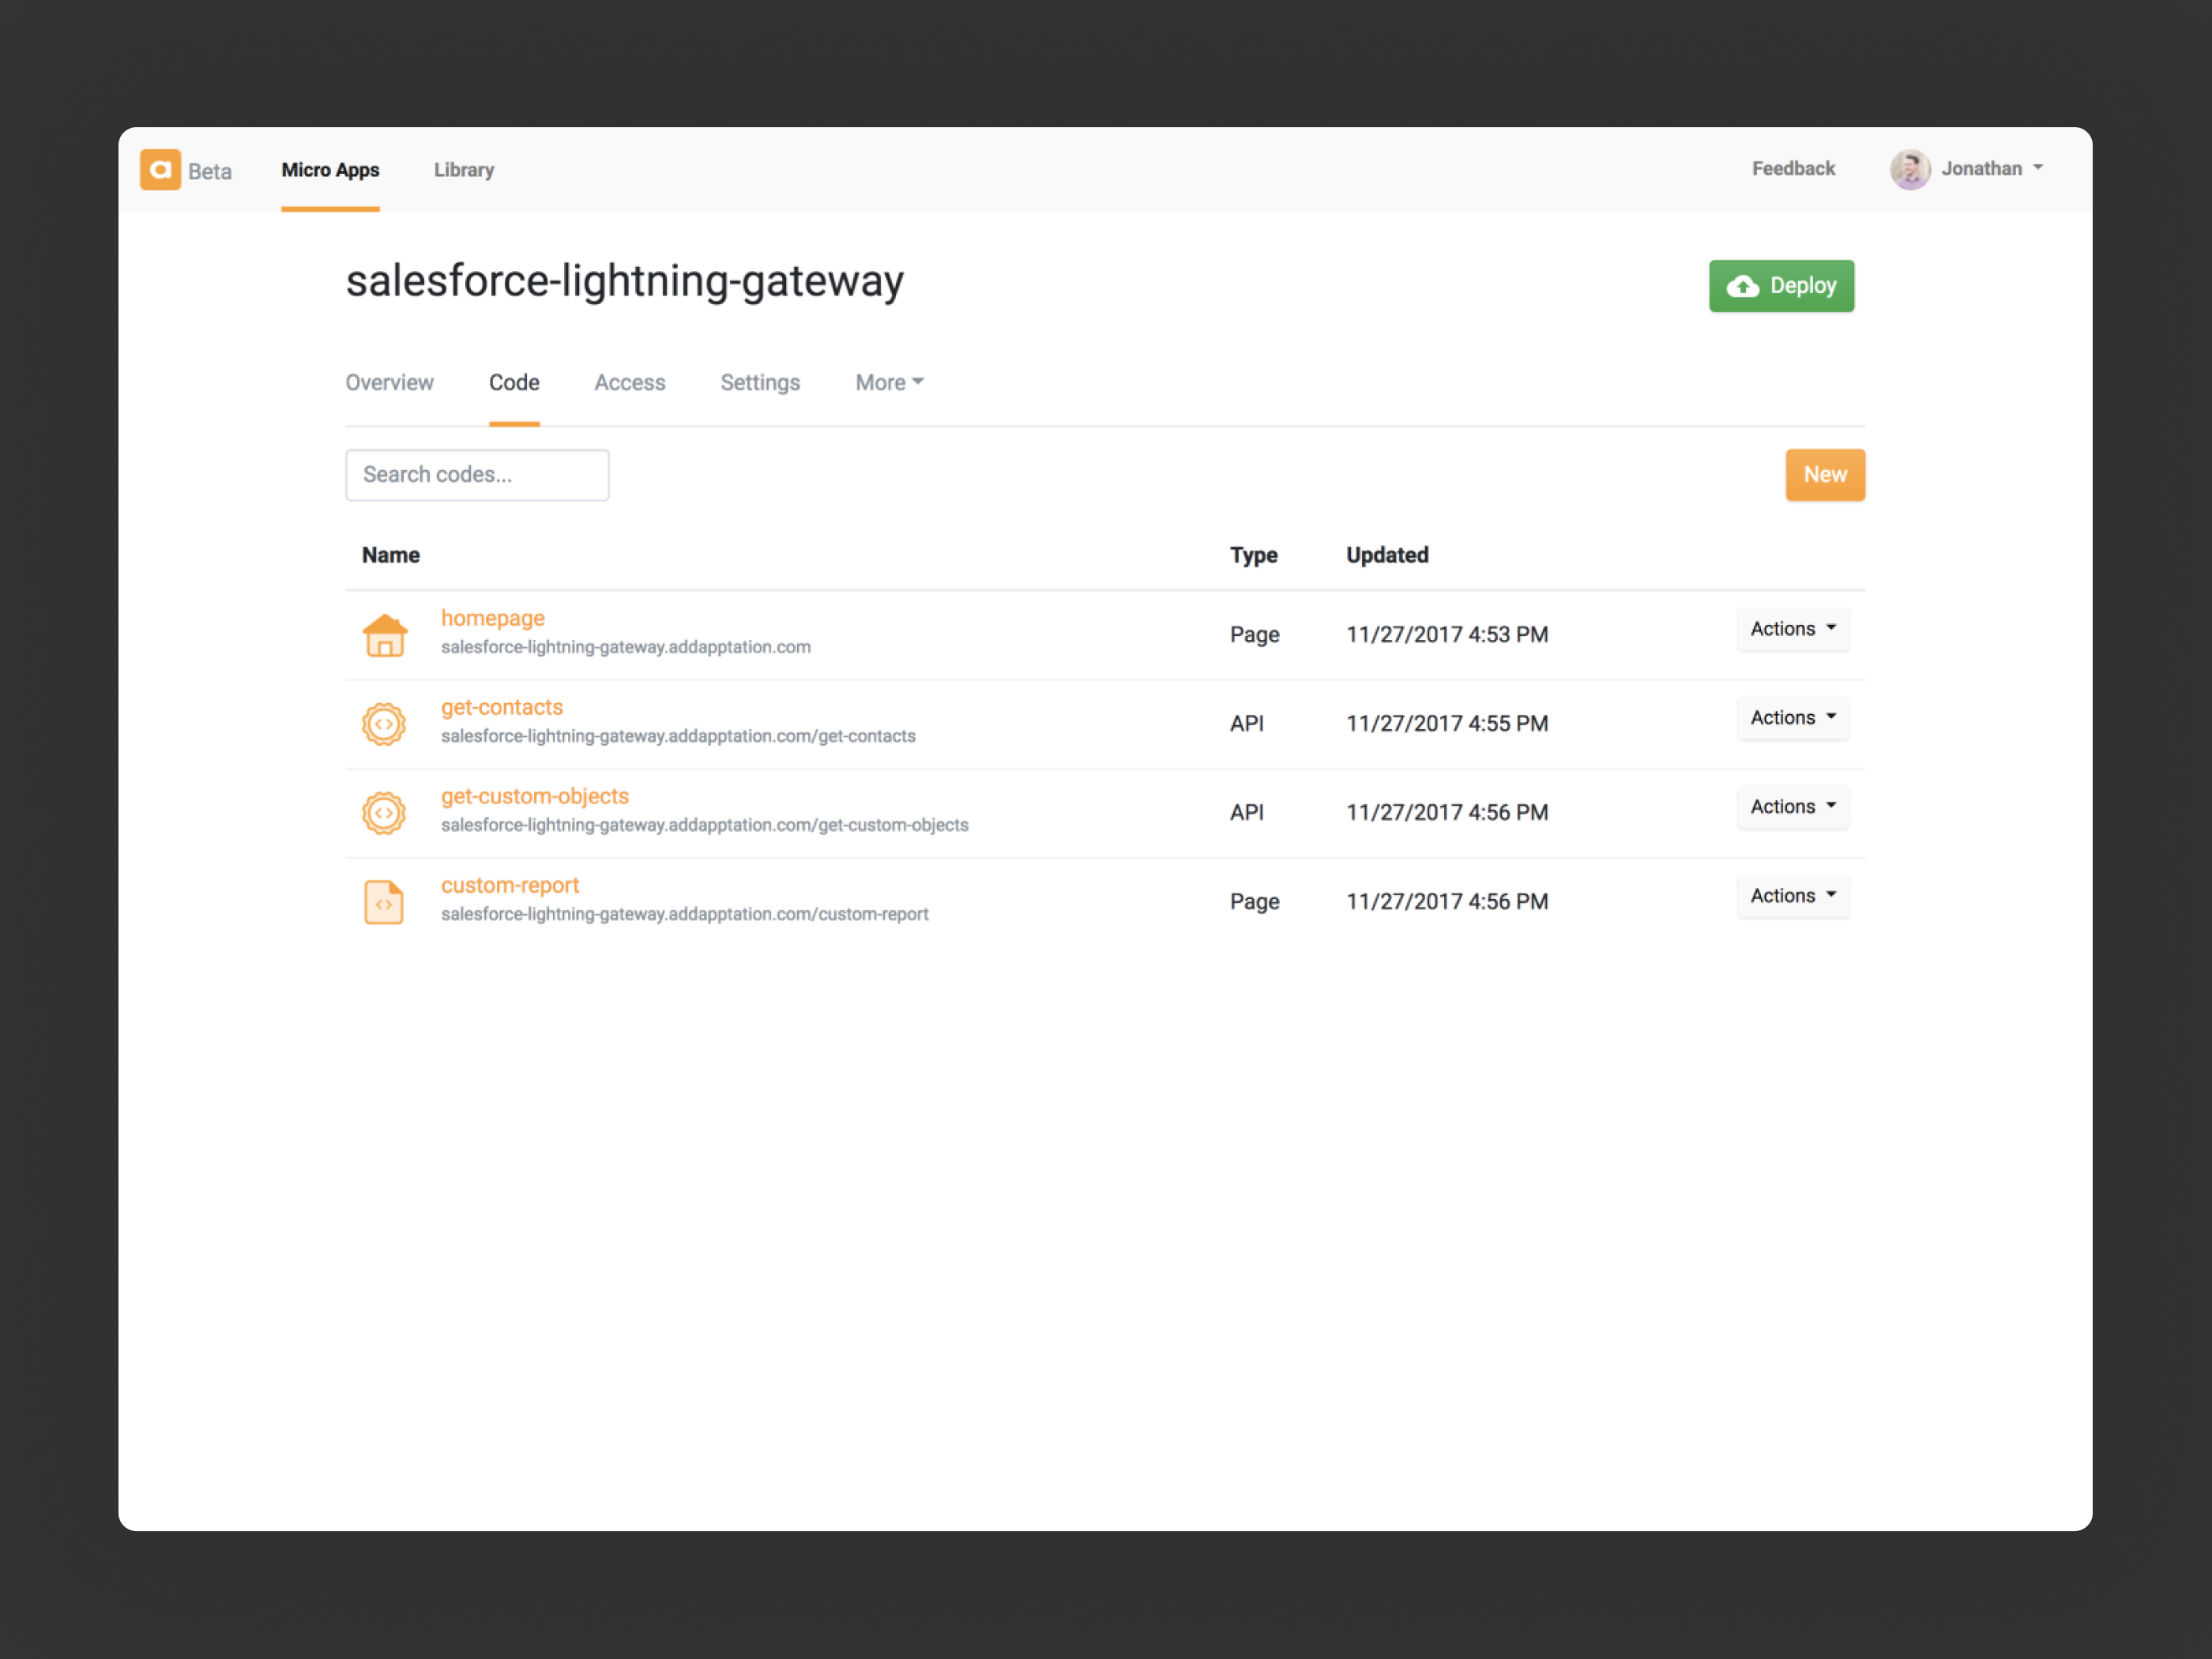 a Beta Micro Apps Library Feedback Jonathan
salesforce-lightning-gateway Deploy
Overview Code Access Settings More
Search codes... New
Name Type Updated
homepage
salesforce-lightning-gateway.addapptation.com
Page 11/27/2017 4:53 PM Actions
get-contacts
salesforce-lightning-gateway.addapptation.com/get-contacts
API 11/27/2017 4:55 PM Actions
get-custom-objects
salesforce-lightning-gateway.addapptation.com/get-custom-objects
API 11/27/2017 4:56 PM Actions
custom-report
salesforce-lightning-gateway.addapptation.com/custom-report
Page 11/27/2017 4:56 PM Actions